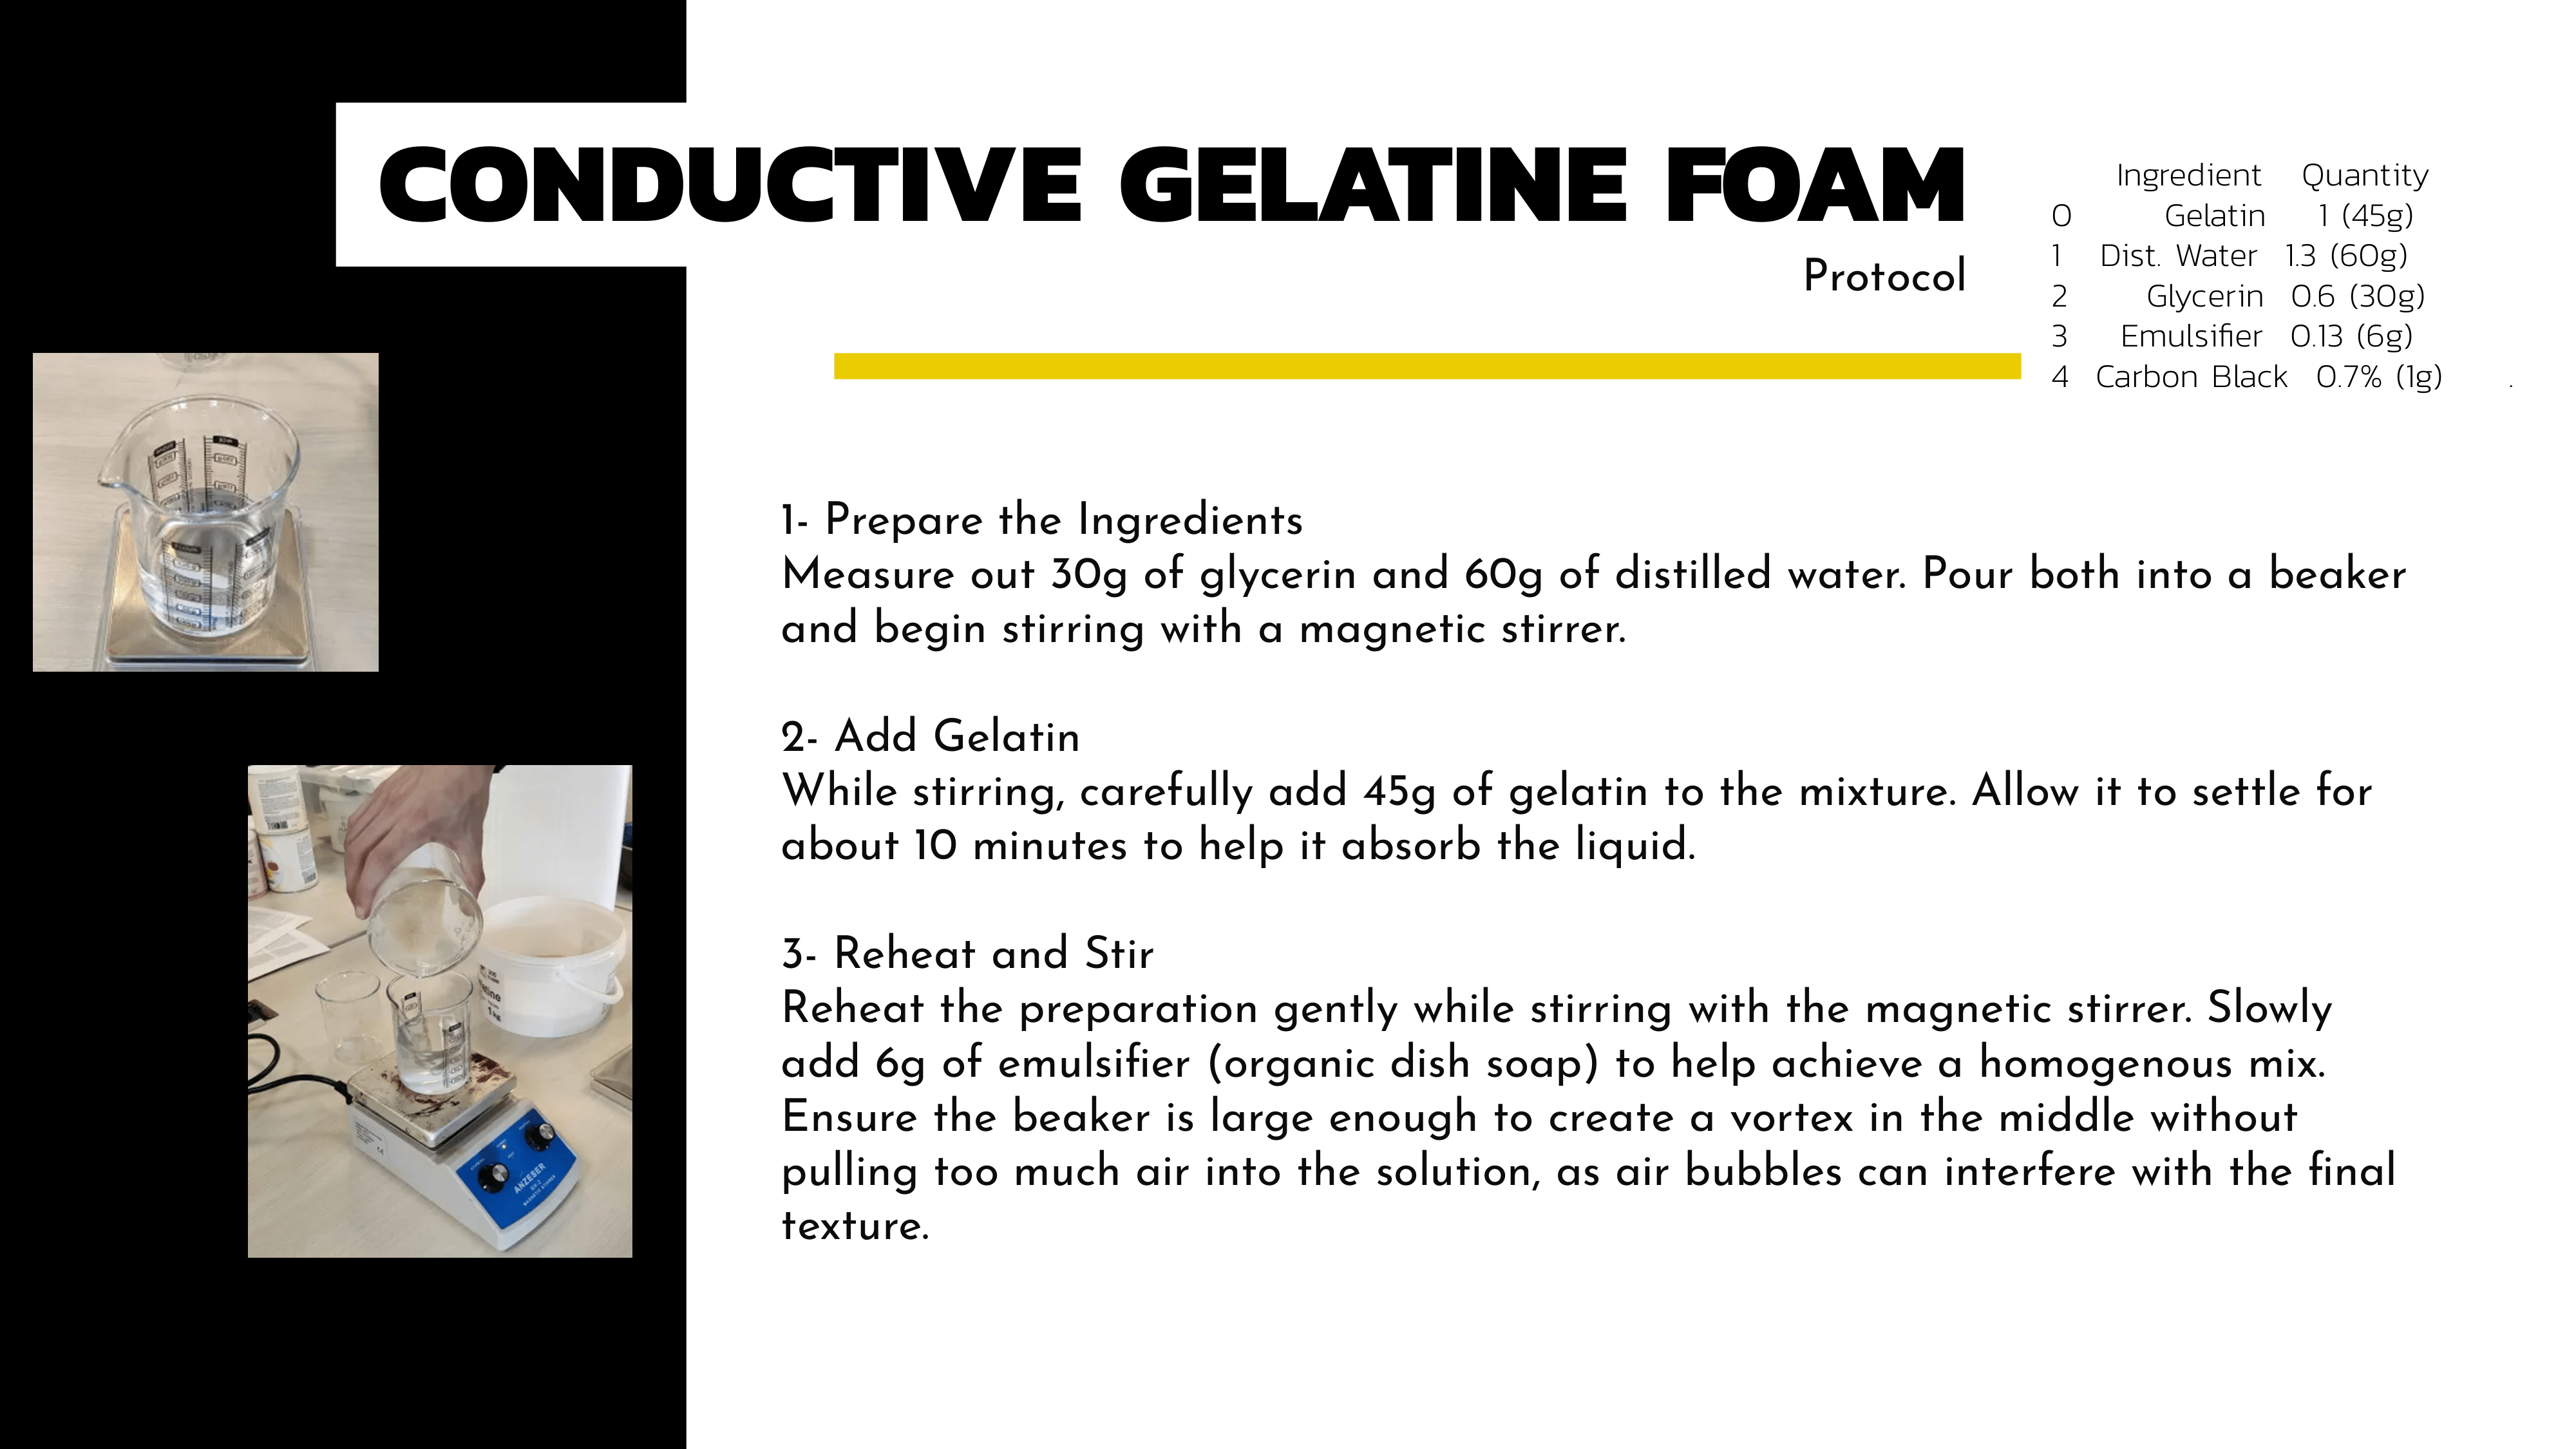 CONDUCTIVE GELATINE FOAM
Protocol
Ingredient Quantity
0 Gelatin 1 (45g)
1 Dist. Water 1.3 (60g)
2 Glycerin 0.6 (30g)
3 Emulsifier 0.13 (6g)
4 Carbon Black 0.7% (1g) .
1- Prepare the Ingredients
Measure out 30g of glycerin and 60g of distilled water. Pour both into a beaker
and begin stirring with a magnetic stirrer.
2- Add Gelatin
While stirring, carefully add 45g of gelatin to the mixture. Allow it to settle for
about 10 minutes to help it absorb the liquid.
3- Reheat and Stir
Reheat the preparation gently while stirring with the magnetic stirrer. Slowly
add 6g of emulsifier (organic dish soap) to help achieve a homogenous mix.
Ensure the beaker is large enough to create a vortex in the middle without
pulling too much air into the solution, as air bubbles can interfere with the final
texture.
1 kg
ANZESER